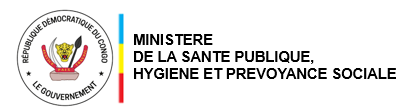 RÉPUBLIQUE DÉMOCRATIQUE DU CONGO
LE GOUVERNEMENT
MINISTERE
DE LA SANTE PUBLIQUE,
HYGIENE ET PREVOYANCE SOCIALE